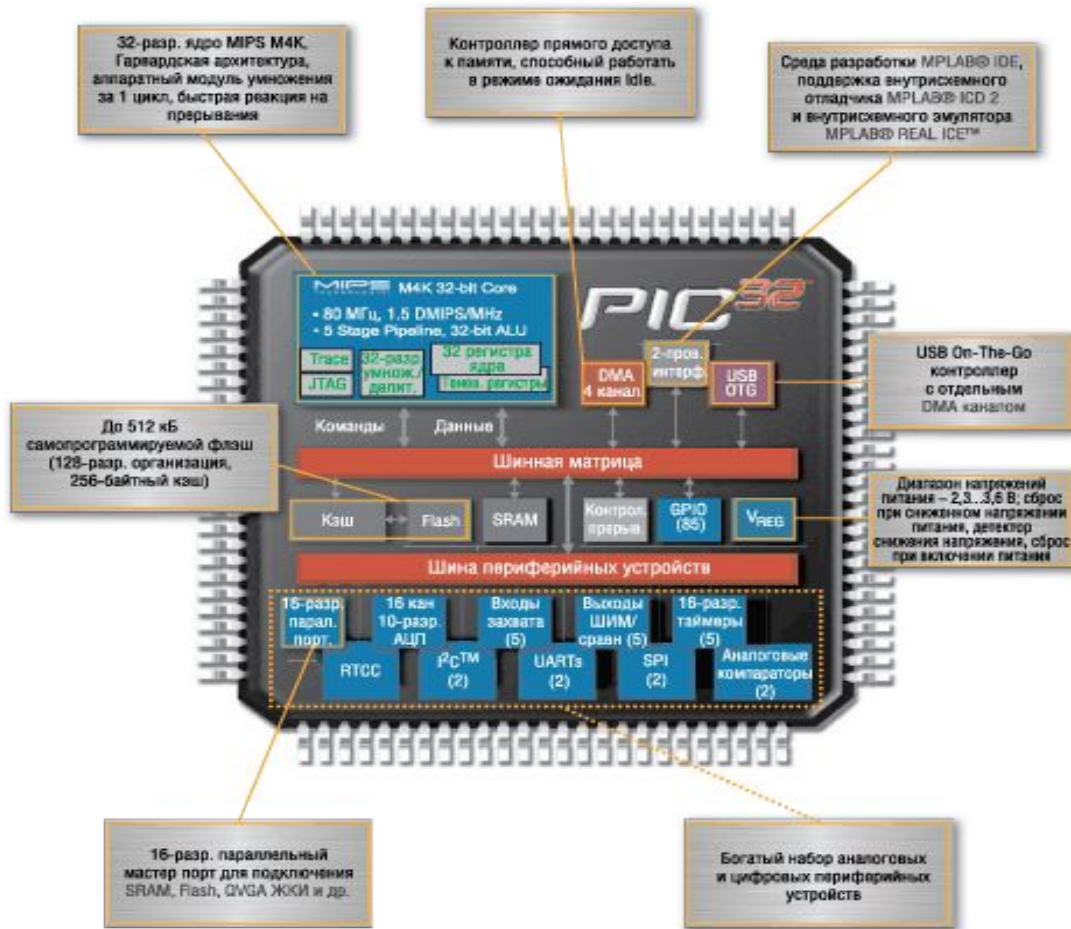 32-разр. ядро MIPS M4K,
Гарвардская архитектура,
аппаратный модуль умножения
за 1 цикл, быстрая реакция на
прерывания
Контроллер прямого доступа
к памяти, способный работать
в режиме ожидания Idle.
Среда разработки MPLAB® IDE,
поддержка внутрисхемного
отладчика MPLAB® ICD 2
и внутрисхемного эмулятора
MPLAB® REAL ICE™
MIPS M4K 32-bit Core
• 80 МГц, 1.5 DMIPS/MHz
• 5 Stage Pipeline, 32-bit ALU
Trace
JTAG
32-разр.
умнож./
делит.
32 регистра
ядра
Тенев. регистры
PIC32
DMA
4 канал
2-пров.
интерф.
USB
OTG
USB On-The-Go
контроллер
с отдельным
DMA каналом
До 512 кБ
самопрограммируемой флэш
(128-разр. организация,
256-байтный кэш)
Команды
Данные
Шинная матрица
Кэш
Flash
SRAM
Контрол.
прерыв.
GPIO
(85)
VREG
Диапазон напряжений
питания – 2,3...3,6 В; сброс
при сниженном напряжении
питания, детектор
снижения напряжения, сброс
при включении питания
Шина периферийных устройств
16-разр.
парал.
порт.
16 кан
10-разр.
АЦП
Входы
захвата
(5)
Выходы
ШИМ/
сравн (5)
16-разр.
таймеры
(5)
RTCC
I²C™
(2)
UARTs
(2)
SPI
(2)
Аналоговые
компараторы
(2)
16-разр. параллельный
мастер порт для подключения
SRAM, Flash, QVGA ЖКИ и др.
Богатый набор аналоговых
и цифровых периферийных
устройств